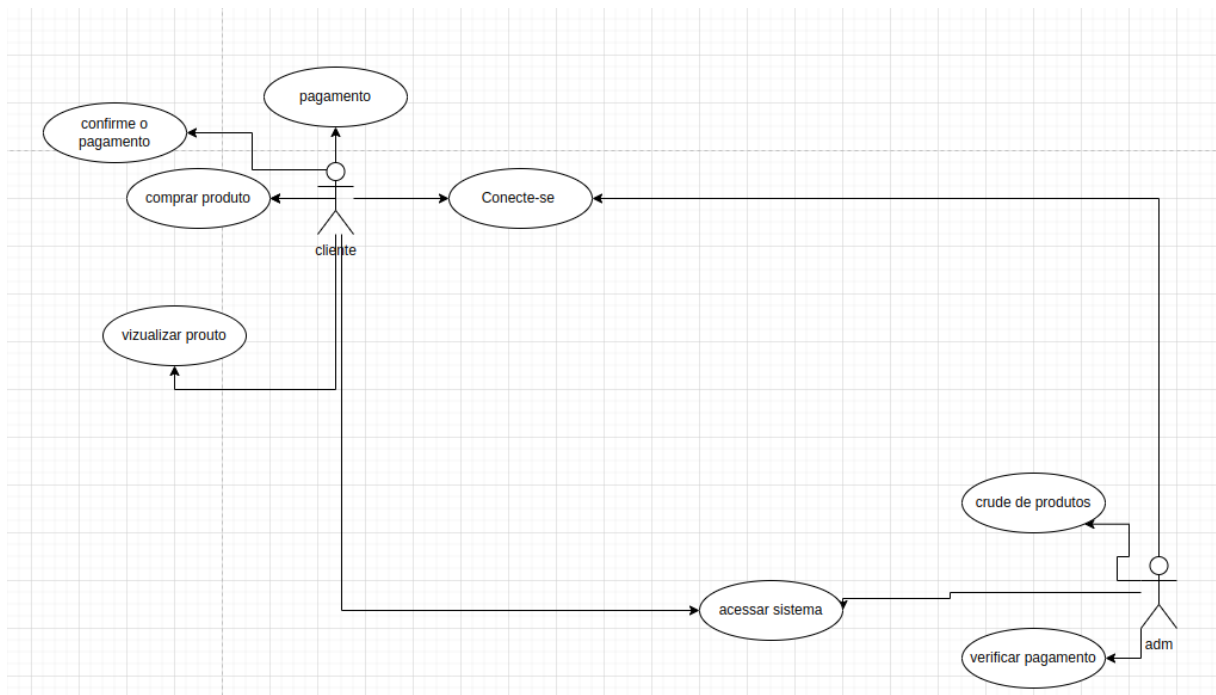 pagamento
confirme o
pagamento
comprar produto
Conecte-se
cliente
vizualizar prouto
crude de produtos
acessar sistema
adm
verificar pagamento